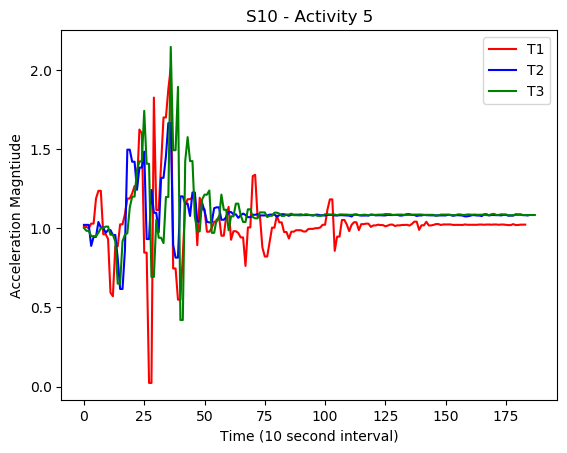 S10 - Activity 5
T1
T2
T3
2.0
1.5
1.0
0.5
0.0
Acceleration Magntiude
0 25 50 75 100 125 150 175
Time (10 second interval)